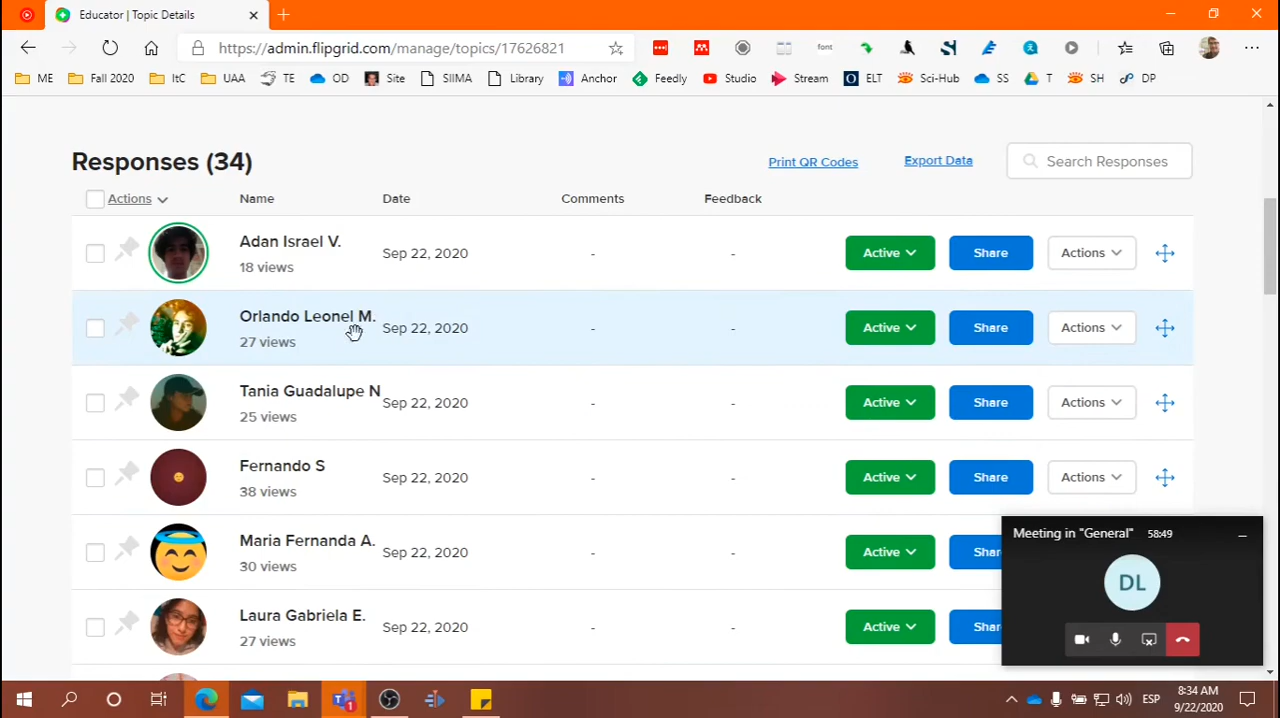 Educator | Topic Details
https://admin.flipgrid.com/manage/topics/17626821
font
ME Fall 2020 ItC UAA TE OD Site SIIMA Library Anchor Feedly Studio Stream ELT Sci-Hub SS T SH DP
Responses (34)
Print QR Codes
Export Data
Search Responses
Actions Name Date Comments Feedback
Adan Israel V.
18 views
Sep 22, 2020 - - Active Share Actions
Orlando Leonel M.
27 views
Sep 22, 2020 - - Active Share Actions
Tania Guadalupe N
25 views
Sep 22, 2020 - - Active Share Actions
Fernando S
38 views
Sep 22, 2020 - - Active Share Actions
Maria Fernanda A.
30 views
Sep 22, 2020 - - Active
Laura Gabriela E.
27 views
Sep 22, 2020 - - Active
Meeting in "General" 58:49
DL
1
ESP
8:34 AM
9/22/2020